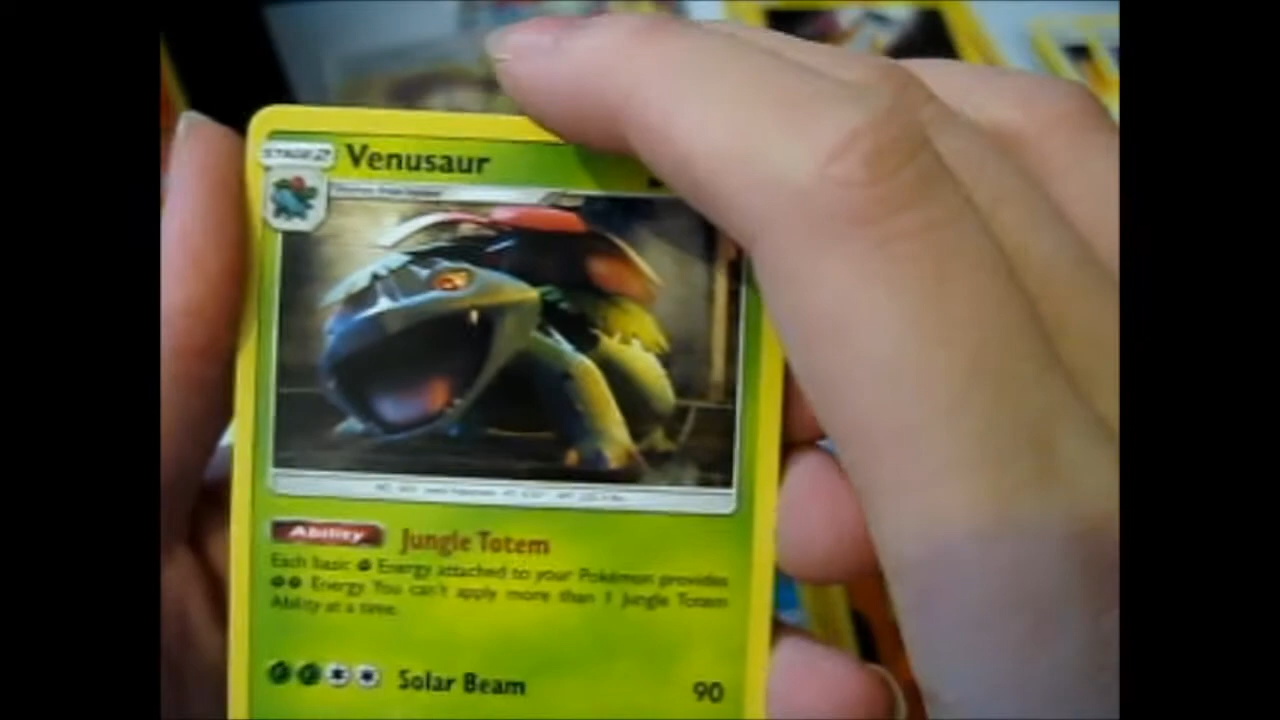 STAGE 2
Venusaur
Ability
Jungle Totem
Each basic Energy attached to your Pokémon provides
Energy. You can't apply more than 1 Jungle Totem
Ability at a time.
Solar Beam
90